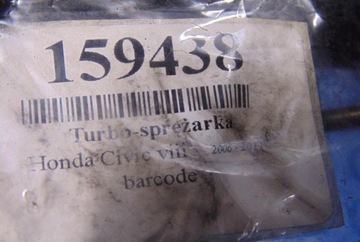 159438
Turbo-sprężarka
Honda Civic viii
barcode